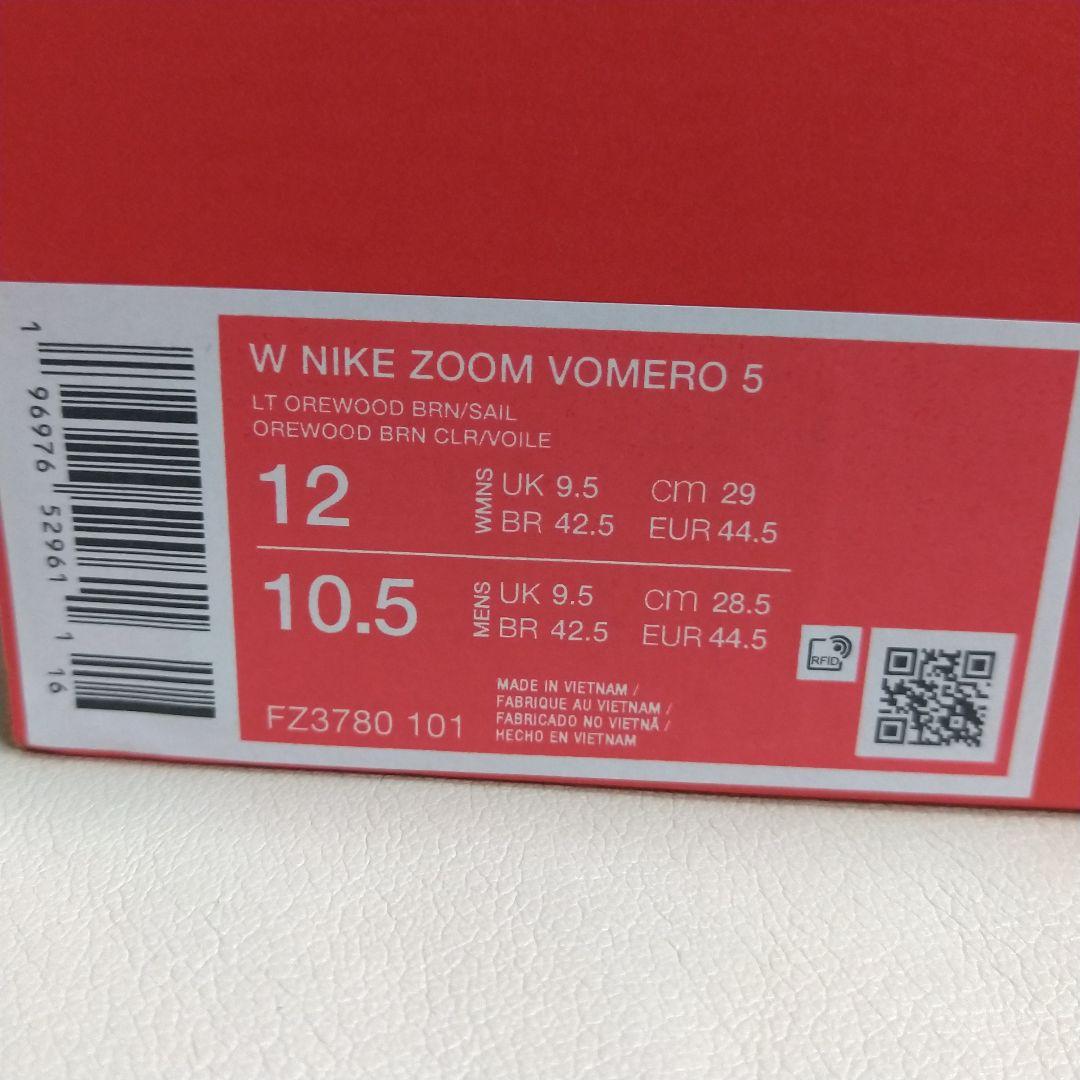 W NIKE ZOOM VOMERO 5
LT OREWOOD BRN/SAIL
OREWOOD BRN CLR/VOILE
12 WMNS UK 9.5 cm 29
BR 42.5 EUR 44.5
10.5 MENS UK 9.5 cm 28.5
BR 42.5 EUR 44.5
FZ3780 101
MADE IN VIETNAM /
FABRIQUE AU VIETNAM /
FABRICADO NO VIETNÃ /
HECHO EN VIETNAM
RFID
1 96976 52961 1 16